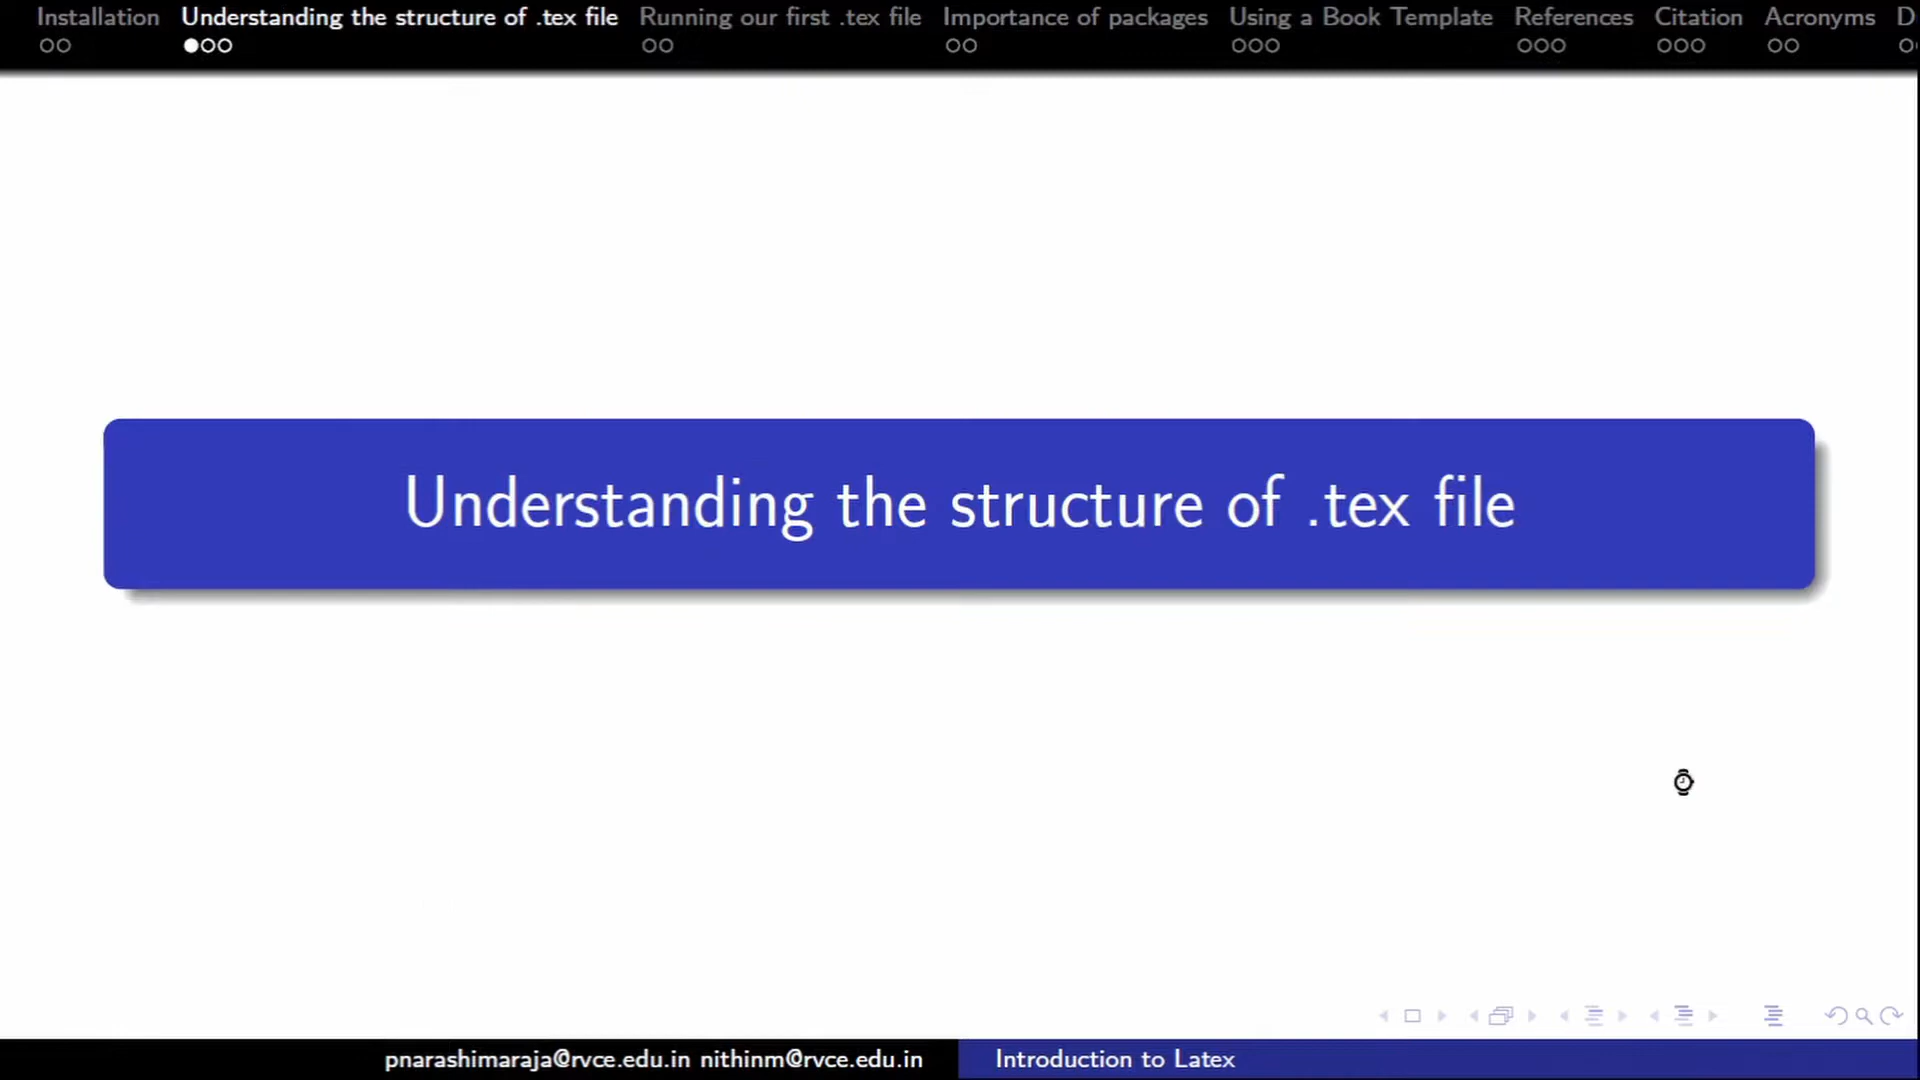 Installation Understanding the structure of .tex file Running our first .tex file Importance of packages Using a Book Template References Citation Acronyms D
Understanding the structure of .tex file
pnarashimaraja@rvce.edu.in nithinm@rvce.edu.in Introduction to Latex